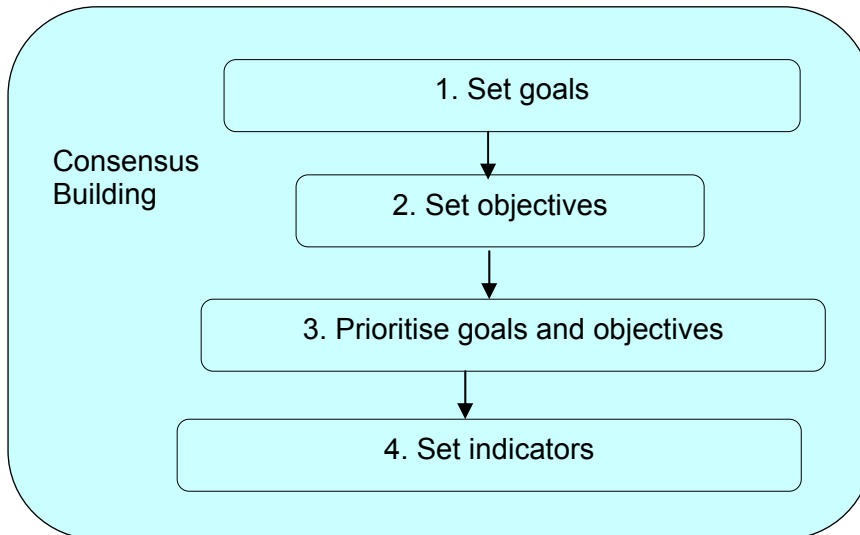 1. Set goals
Consensus
Building
2. Set objectives
3. Prioritise goals and objectives
4. Set indicators